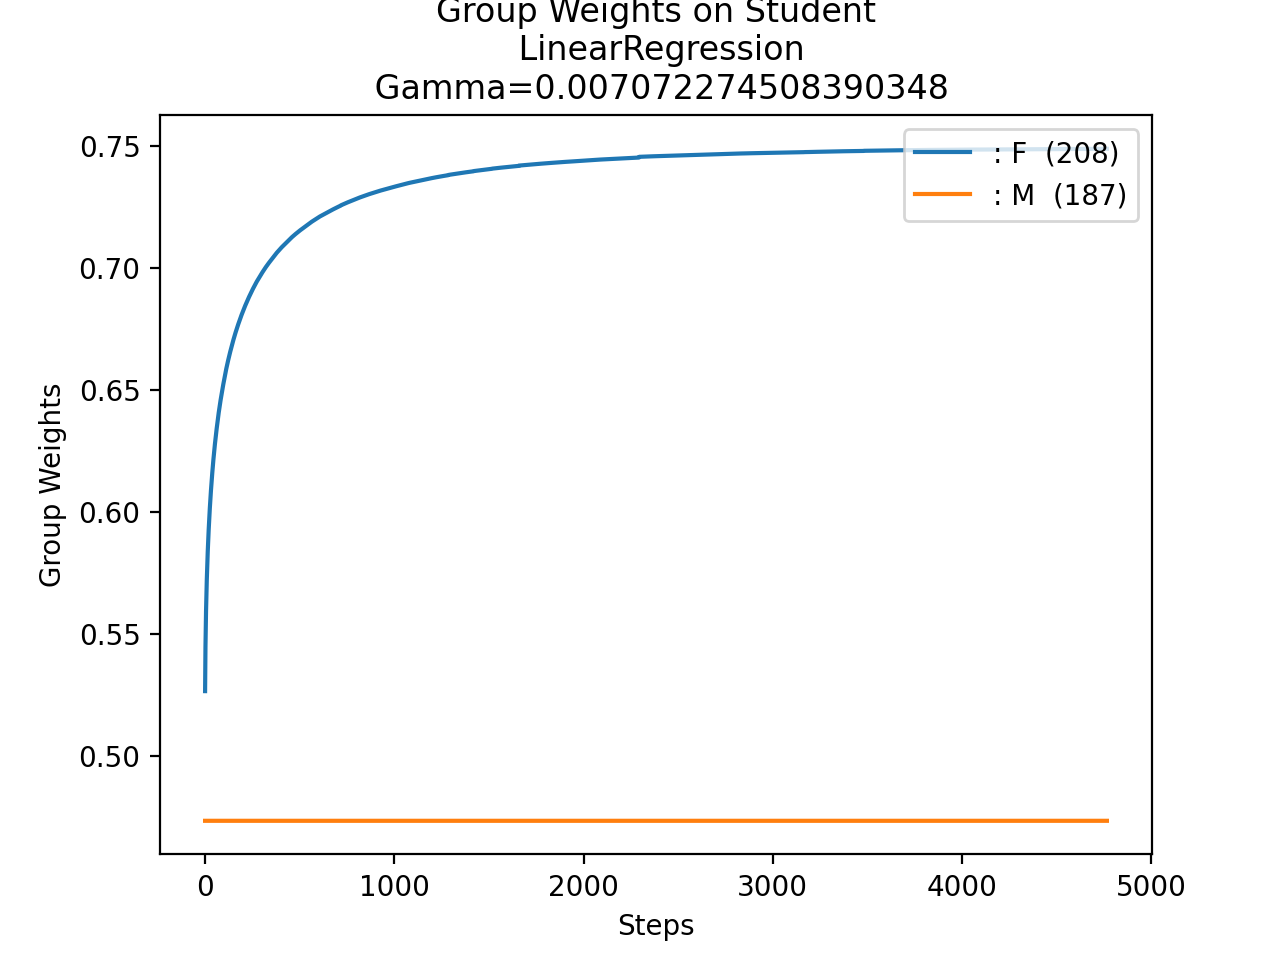 Group Weights on Student
LinearRegression
Gamma=0.007072274508390348
0.75
0.70
0.65
0.60
0.55
0.50
Group Weights
: F (208)
: M (187)
0
1000
2000
3000
4000
5000
Steps